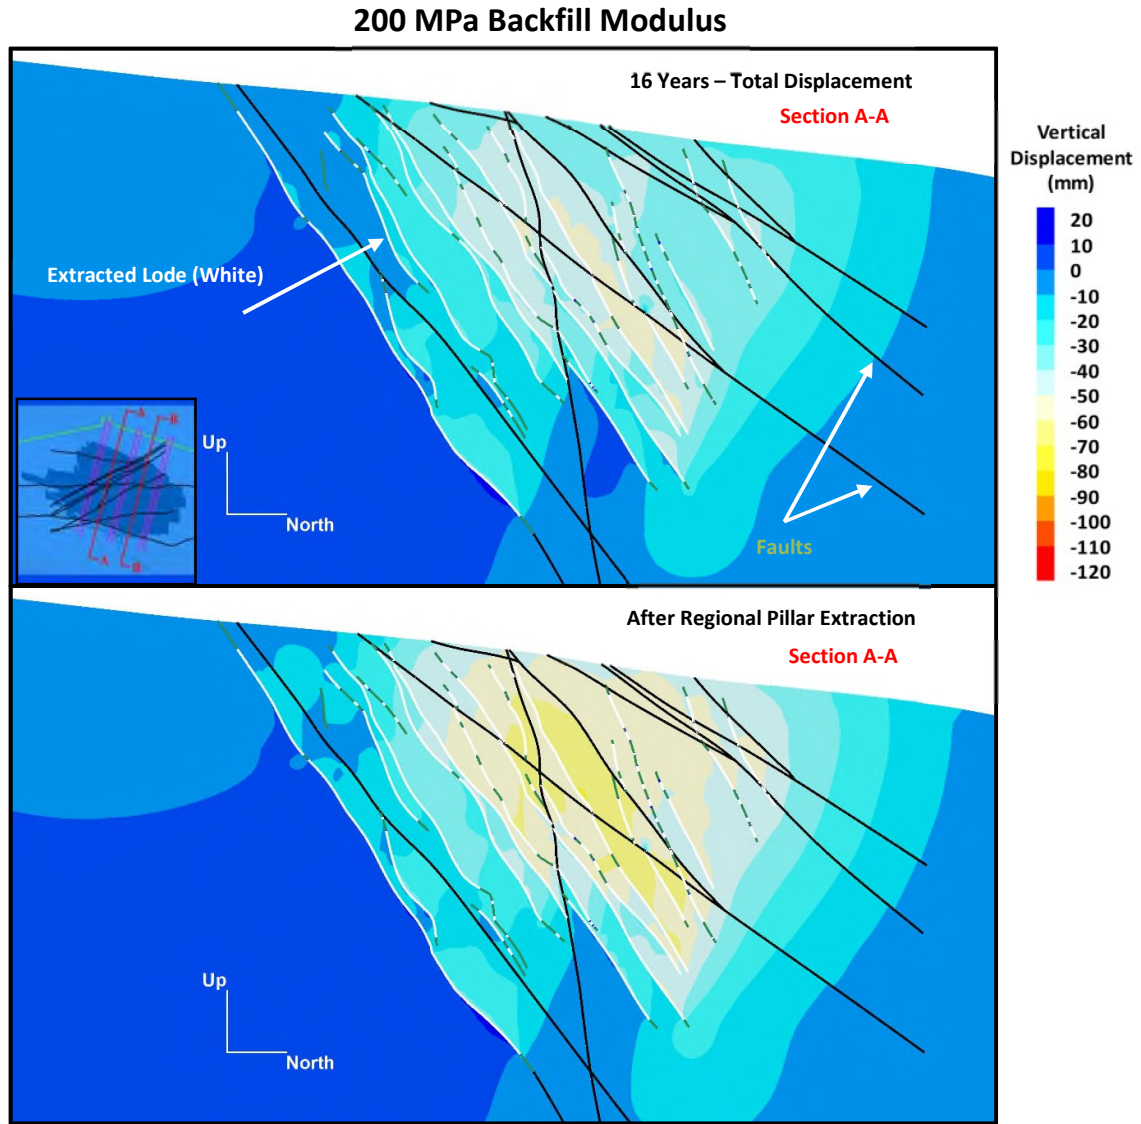 200 MPa Backfill Modulus
16 Years – Total Displacement
Section A-A
Vertical
Displacement
(mm)
20
10
0
-10
-20
-30
-40
-50
-60
-70
-80
-90
-100
-110
-120
Extracted Lode (White)
A
B
A
B
Up
North
Faults
After Regional Pillar Extraction
Section A-A
Up
North